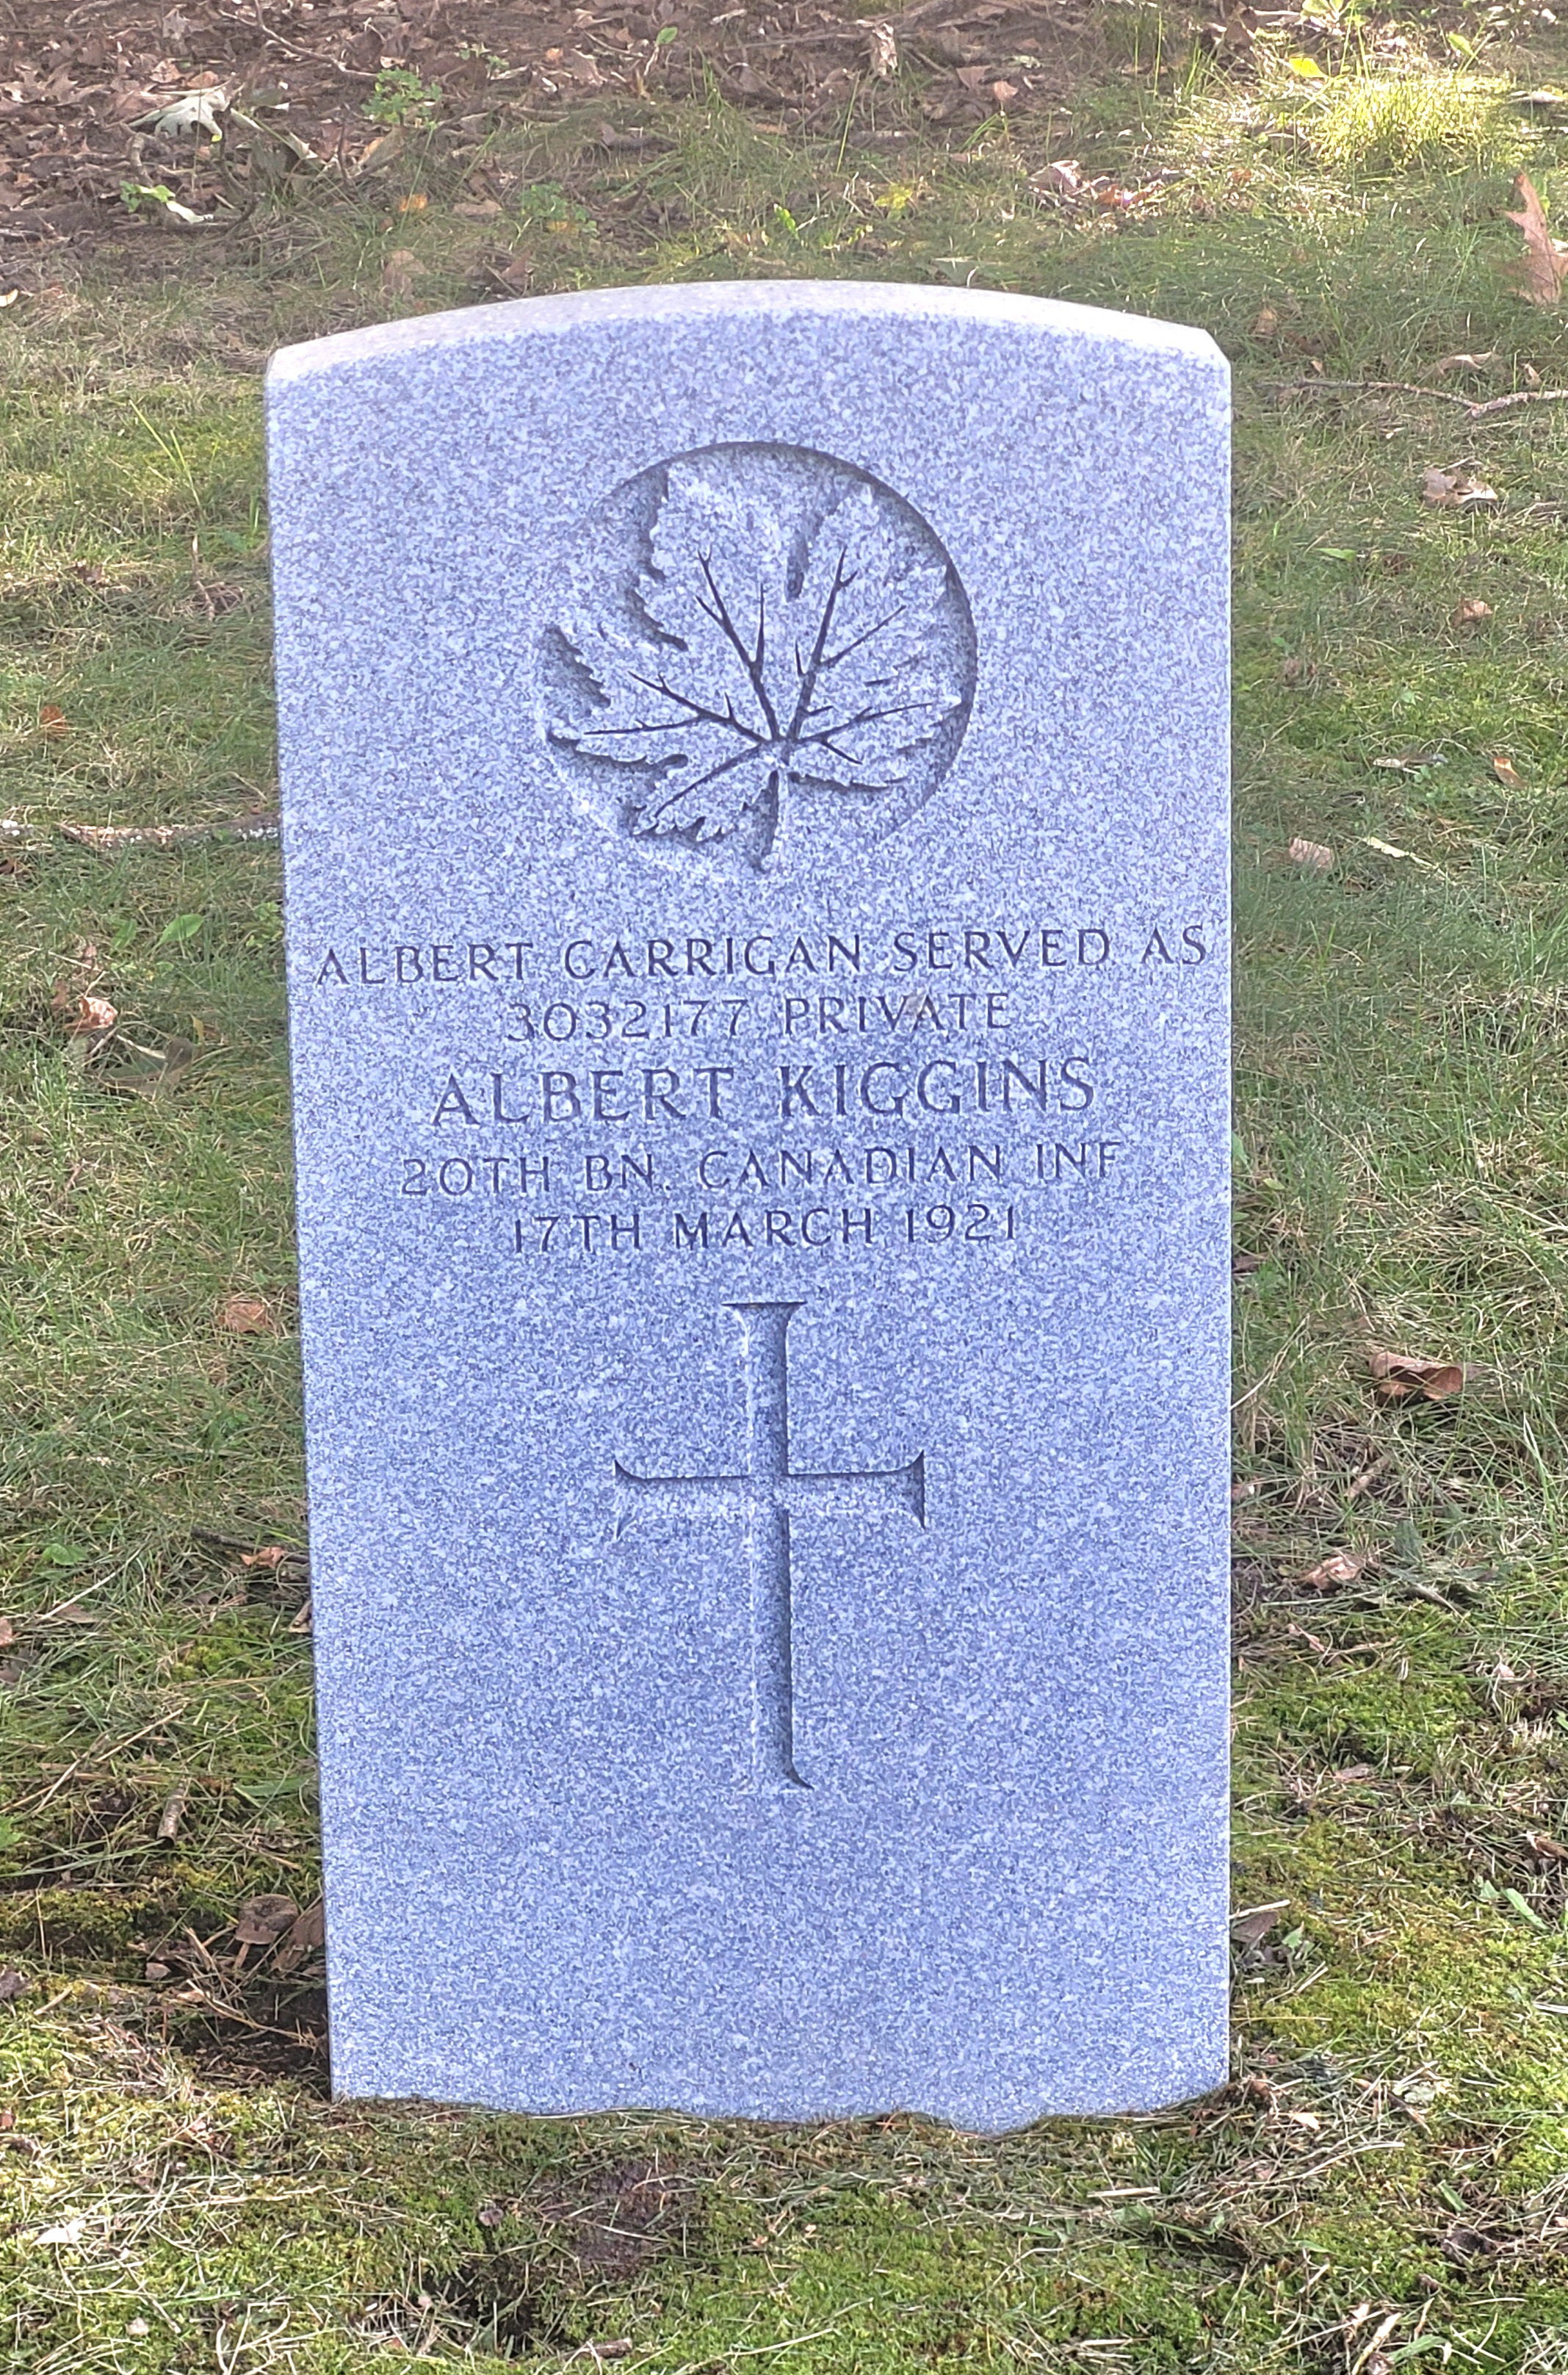 ALBERT CARRIGAN SERVED AS
3032177 PRIVATE
ALBERT KIGGINS
20TH BN. CANADIAN INF
17TH MARCH 1921